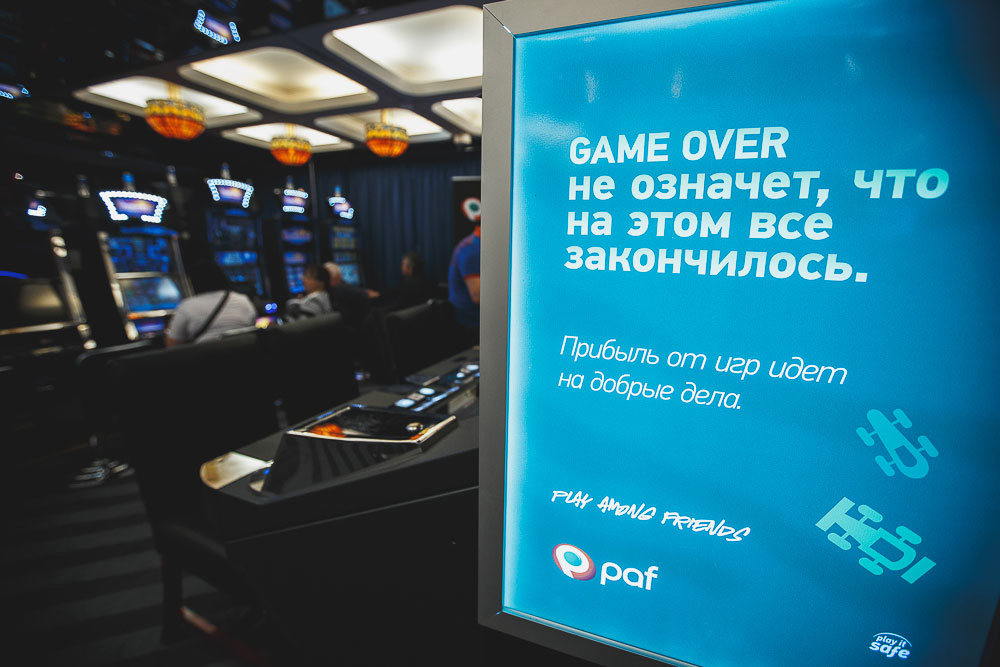 GAME OVER
не означет, что
на этом все
закончилось.
Прибыль от игр идет
на добрые дела.
PLAY AMONG FRIENDS
paf
play it
safe